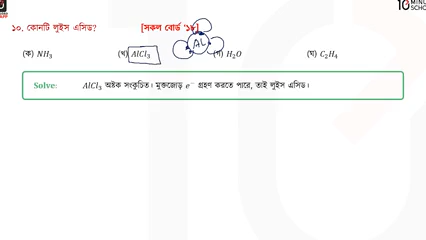 10 MINUTE SCHOOL
১০. কোনটি লুইস এসিড? [সকল বোর্ড '১৮]
AL
(ক) NH₃ (খ) AlCl₃ (গ) H₂O (ঘ) C₂H₄
Solve: AlCl₃ অষ্টক সংকুচিত। মুক্তজোড় e⁻ গ্রহণ করতে পারে, তাই লুইস এসিড।